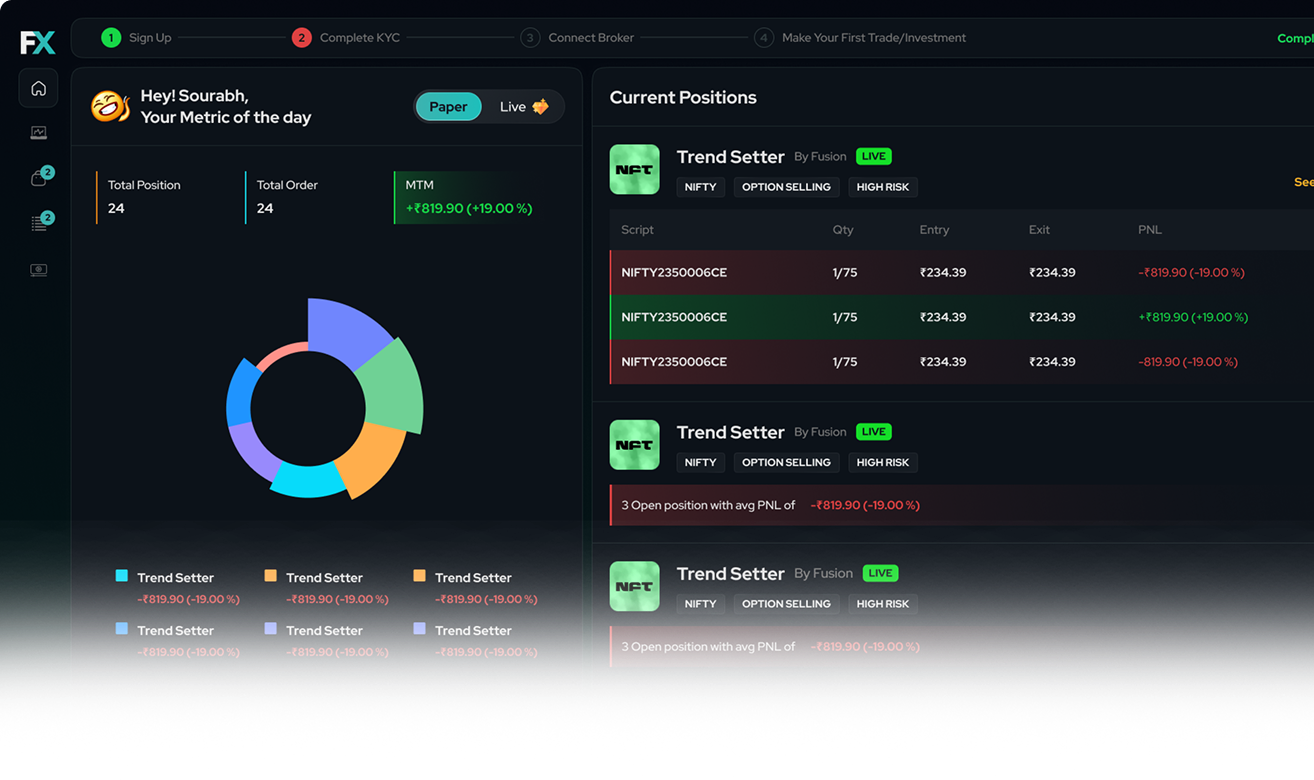 FX
1 Sign Up
2 Complete KYC
3 Connect Broker
4 Make Your First Trade/Investment
Compl
2
2
Hey! Sourabh,
Your Metric of the day
Paper Live
Total Position
24
Total Order
24
MTM
+₹819.90 (+19.00 %)
Trend Setter
-₹819.90 (-19.00 %)
Trend Setter
-₹819.90 (-19.00 %)
Trend Setter
-₹819.90 (-19.00 %)
Trend Setter
-₹819.90 (-19.00 %)
Trend Setter
-₹819.90 (-19.00 %)
Trend Setter
-₹819.90 (-19.00 %)
Current Positions
NFT
Trend Setter By Fusion LIVE
NIFTY OPTION SELLING HIGH RISK
See
Script Qty Entry Exit PNL
NIFTY2350006CE 1/75 ₹234.39 ₹234.39 -₹819.90 (-19.00 %)
NIFTY2350006CE 1/75 ₹234.39 ₹234.39 +₹819.90 (+19.00 %)
NIFTY2350006CE 1/75 ₹234.39 ₹234.39 -819.90 (-19.00 %)
NFT
Trend Setter By Fusion LIVE
NIFTY OPTION SELLING HIGH RISK
3 Open position with avg PNL of -₹819.90 (-19.00 %)
NFT
Trend Setter By Fusion LIVE
NIFTY OPTION SELLING HIGH RISK
3 Open position with avg PNL of -₹819.90 (-19.00 %)